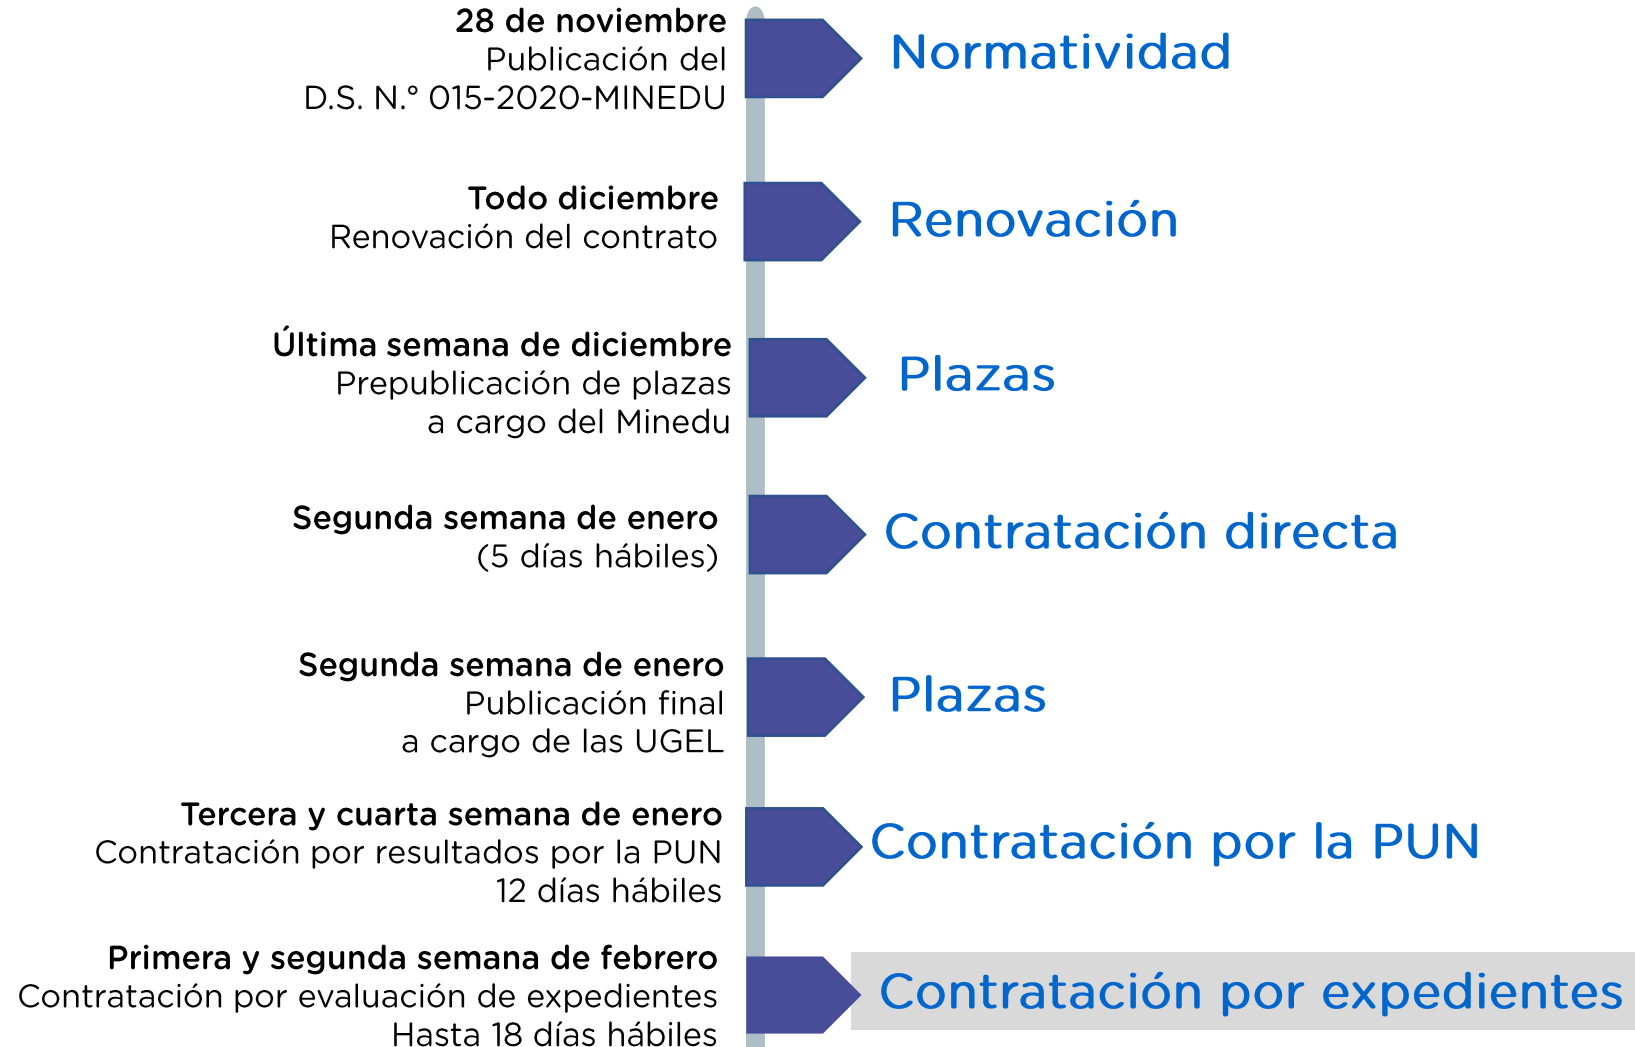 28 de noviembre
Publicación del
D.S. N.° 015-2020-MINEDU
Normatividad
Todo diciembre
Renovación del contrato
Renovación
Última semana de diciembre
Prepublicación de plazas
a cargo del Minedu
Plazas
Segunda semana de enero
(5 días hábiles)
Contratación directa
Segunda semana de enero
Publicación final
a cargo de las UGEL
Plazas
Tercera y cuarta semana de enero
Contratación por resultados por la PUN
12 días hábiles
Contratación por la PUN
Primera y segunda semana de febrero
Contratación por evaluación de expedientes
Hasta 18 días hábiles
Contratación por expedientes